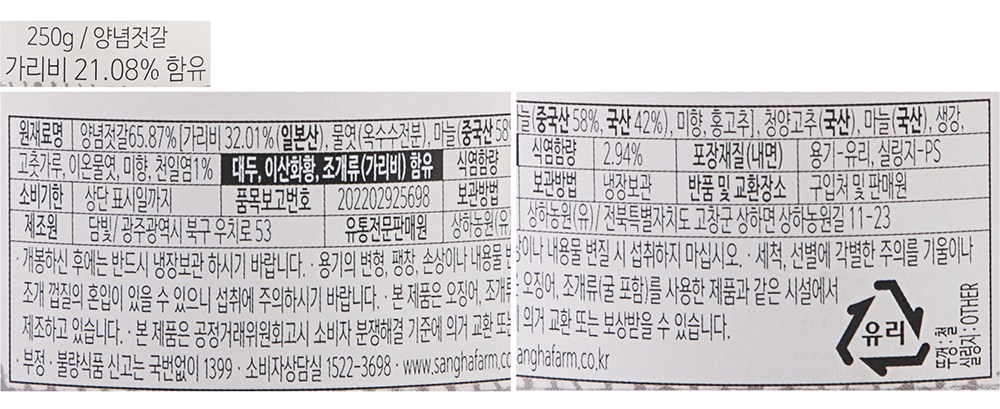 250g / 양념젓갈
가리비 21.08% 함유
원재료명 양념젓갈65.87% [가리비 32.01%(일본산), 물엿(옥수수전분), 마늘(중국산 58%
고춧가루, 이온물엿, 미향, 천일염1% 대두, 이산화황, 조개류(가리비) 함유 식염함량
소비기한 상단 표시일까지 품목보고번호 202202925698 보관방법
제조원 담빛/ 광주광역시 북구 우치로 53 유통전문판매원 상하농원(유
· 개봉하신 후에는 반드시 냉장보관 하시기 바랍니다. · 용기의 변형, 팽창, 손상이나 내용물
조개 껍질의 혼입이 있을 수 있으니 섭취에 주의하시기 바랍니다. · 본 제품은 오징어, 조개류
제조하고 있습니다. · 본 제품은 공정거래위원회고시 소비자 분쟁해결 기준에 의거 교환 또는
· 부정 · 불량식품 신고는 국번없이 1399 · 소비자상담실 1522-3698 · www.sanghafarm.co
늘(중국산 58%, 국산 42%), 미향, 홍고추], 청양고추(국산), 마늘(국산), 생강,
식염함량 2.94% 포장재질(내면) 용기-유리, 실링지-PS
보관방법 냉장보관 반품 및 교환장소 구입처 및 판매원
상하농원(유)/ 전북특별자치도 고창군 상하면 상하농원길 11-23
상이나 내용물 변질 시 섭취하지 마십시오. · 세척, 선별에 각별한 주의를 기울이나
오징어, 조개류(굴 포함)를 사용한 제품과 같은 시설에서
의거 교환 또는 보상받을 수 있습니다.
anghafarm.co.kr
유리
뚜껑 : 철
실링지 : OTHER